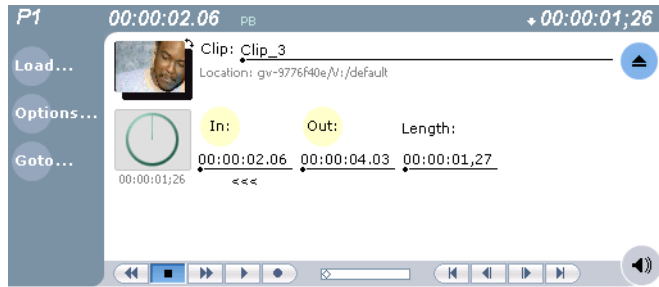 P1 00:00:02.06 PB 00:00:01;26
Load...
Options...
Goto...
Clip: Clip_3
Location: gv-9776f40e/V:/default
In: Out: Length:
00:00:02.06 00:00:04.03 00:00:01,27
00:00:01;26 <<<